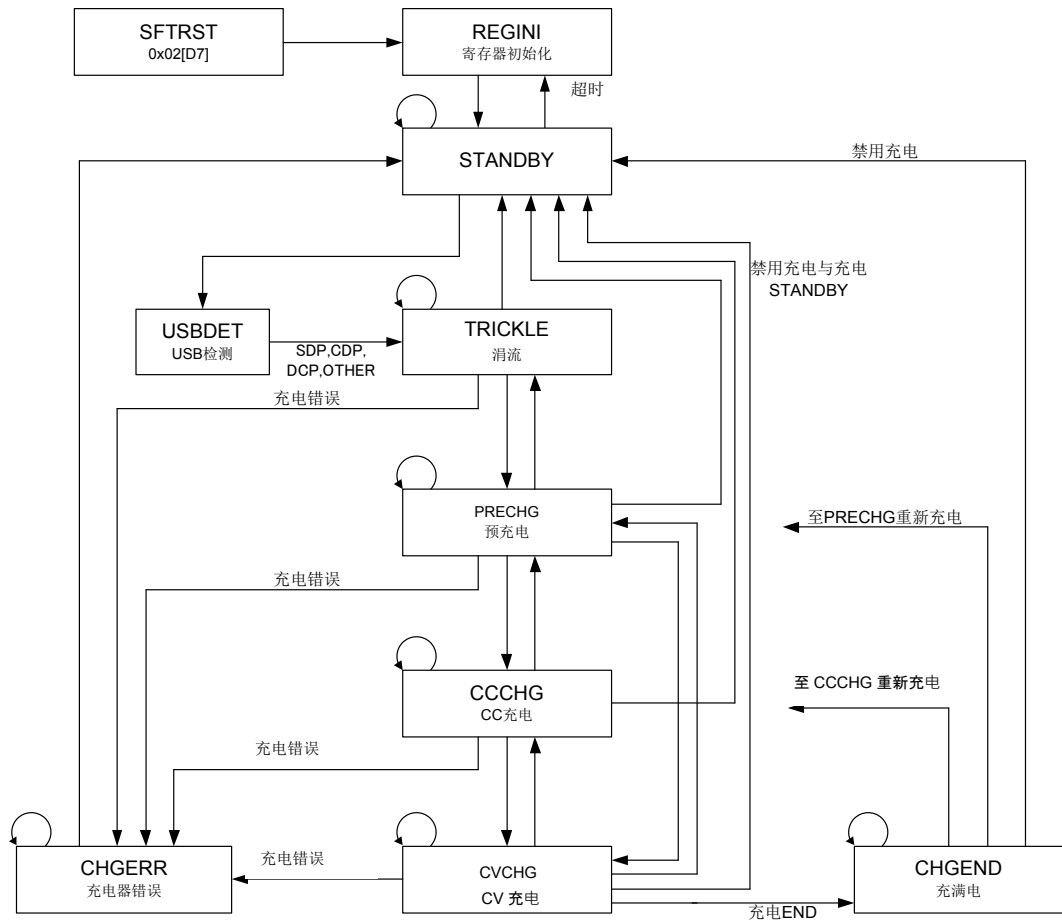 SFTRST
0x02[D7]
REGINI
寄存器初始化
超时
STANDBY
禁用充电
禁用充电与充电
STANDBY
USBDET
USB检测
SDP,CDP,
DCP,OTHER
TRICKLE
涓流
充电错误
PRECHG
预充电
至PRECHG重新充电
充电错误
CCCHG
CC充电
至 CCCHG 重新充电
充电错误
CHGERR
充电器错误
充电错误
CVCHG
CV 充电
充电END
CHGEND
充满电